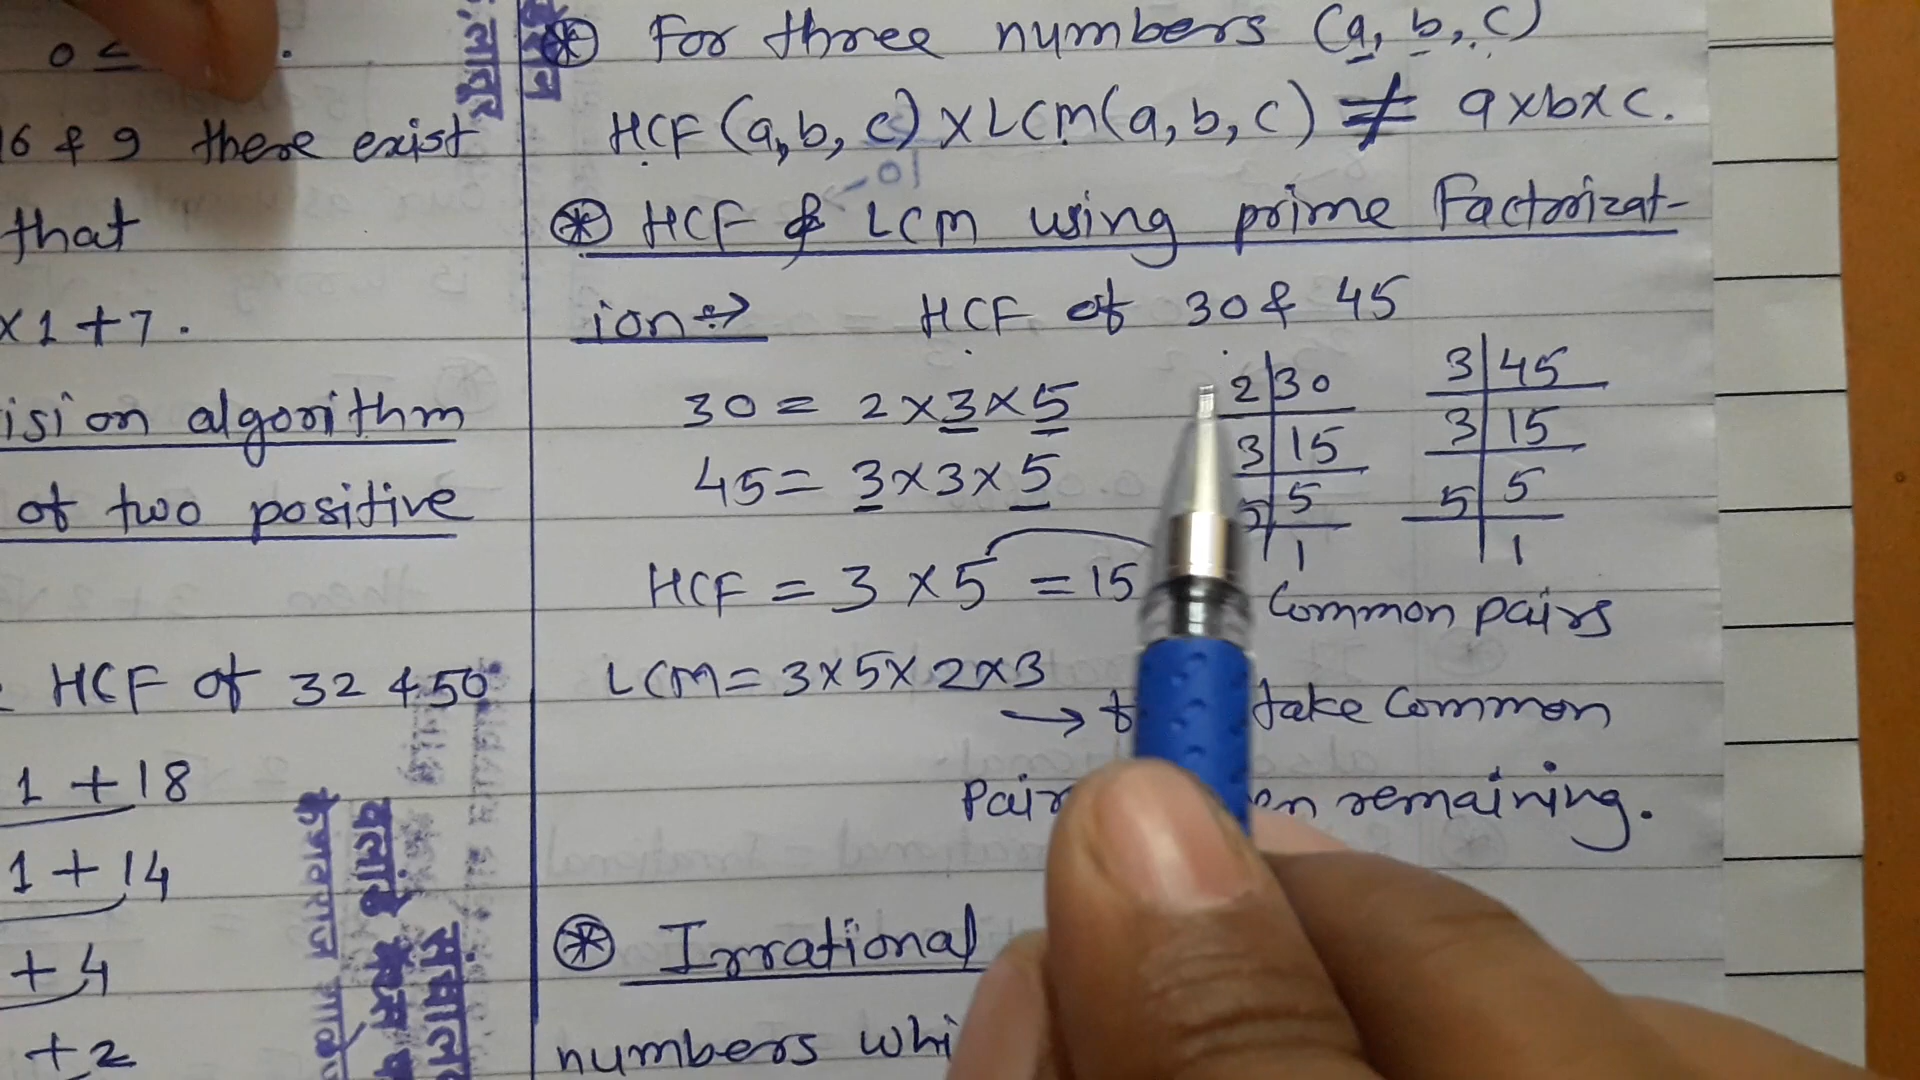 0 ≤ .
16 & 9 there exist
that
x 1 + 7 .
ision algorithm
of two positive
HCF of 32 & 50
1 + 18
1 + 14
+ 4
+ 2
For three numbers (a, b, c)
HCF (a, b, c) x LCM (a, b, c) ≠ a x b x c.
HCF & LCM using prime Factorizat-
ion → HCF of 30 & 45
30 = 2 x 3 x 5
45 = 3 x 3 x 5
2 | 30
3 | 15
5 | 5
1
3 | 45
3 | 15
5 | 5
1
HCF = 3 x 5 = 15
Common pairs
LCM = 3 x 5 x 2 x 3
→ take common
remaining.
Irrational
numbers